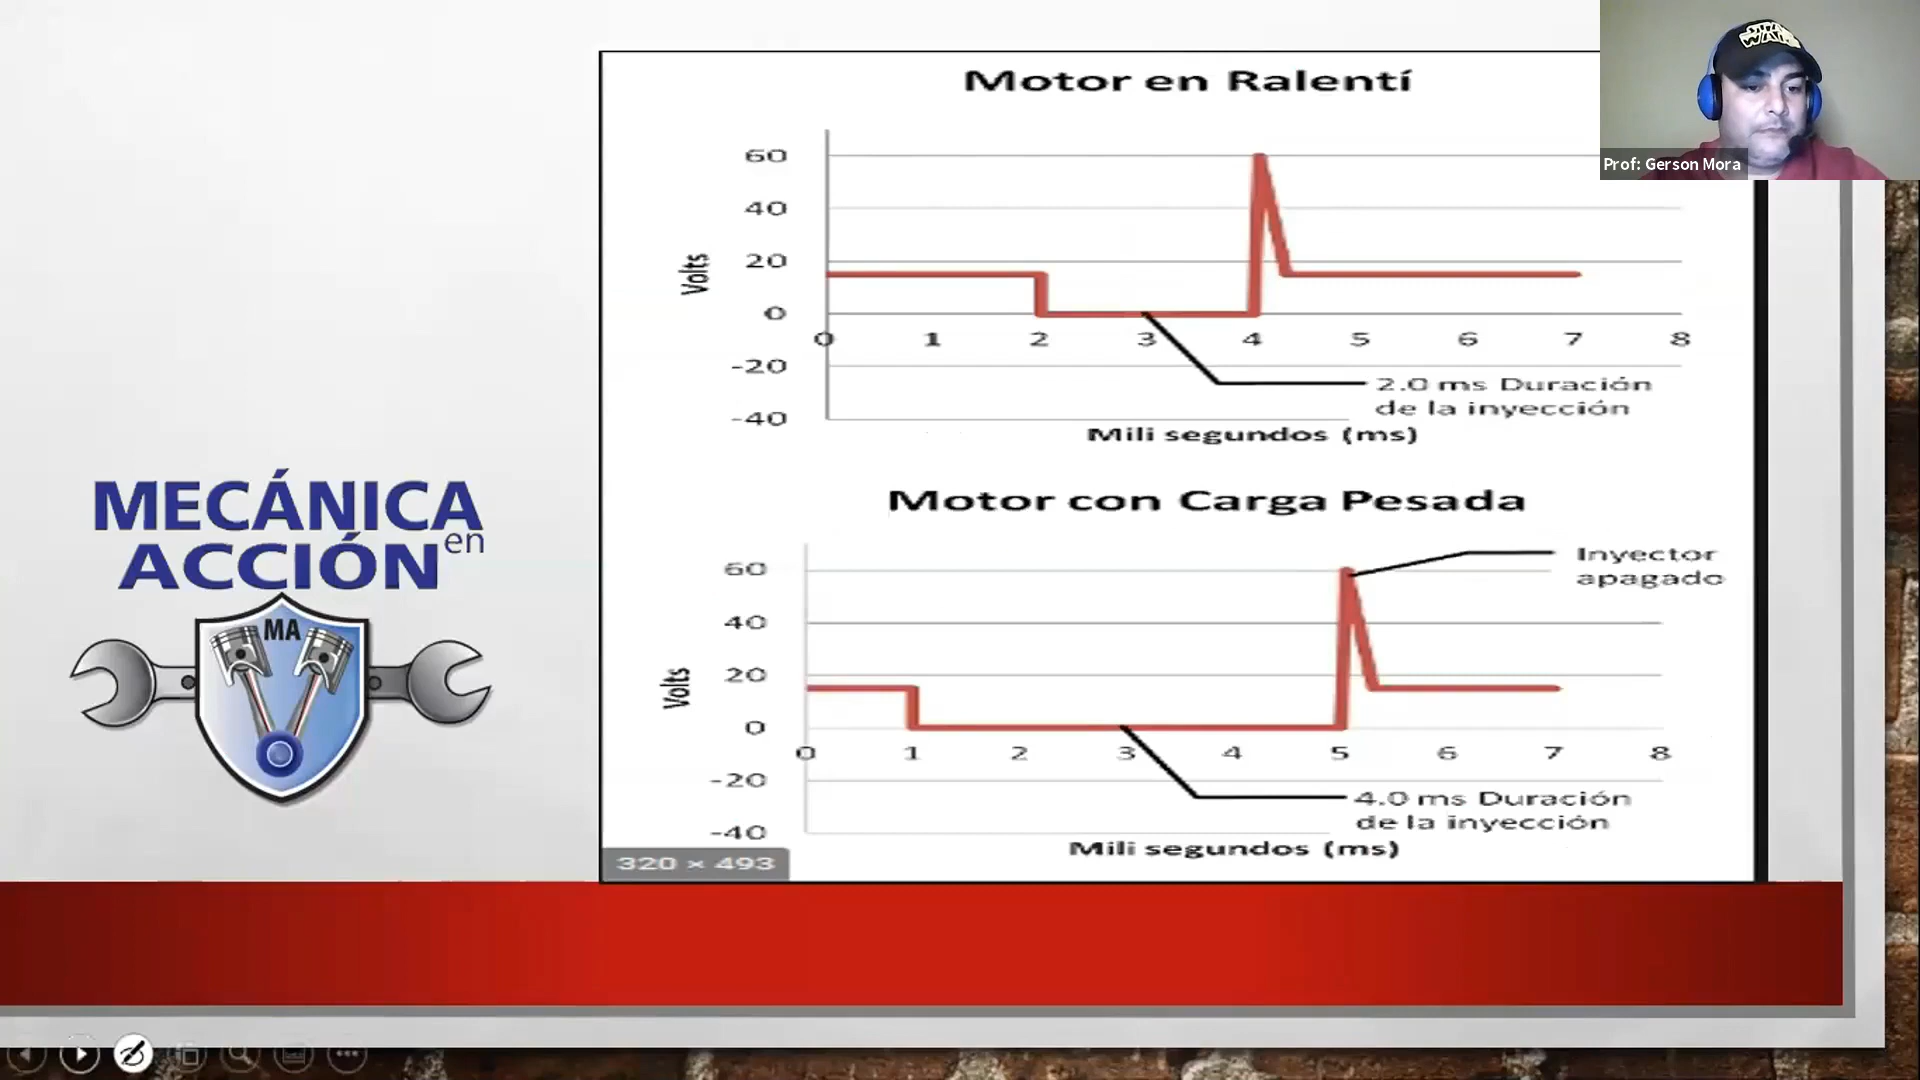 STAR
WARS
Prof: Gerson Mora
Motor en Ralentí
60
40
20
0
-20
-40
Volts
0 1 2 3 4 5 6 7 8
2.0 ms Duración
de la inyección
Mili segundos (ms)
MECÁNICA
en
ACCIÓN
MA
Motor con Carga Pesada
Inyector
apagado
60
40
20
0
-20
-40
Volts
0 1 2 3 4 5 6 7 8
4.0 ms Duración
de la inyección
Mili segundos (ms)
320 × 493